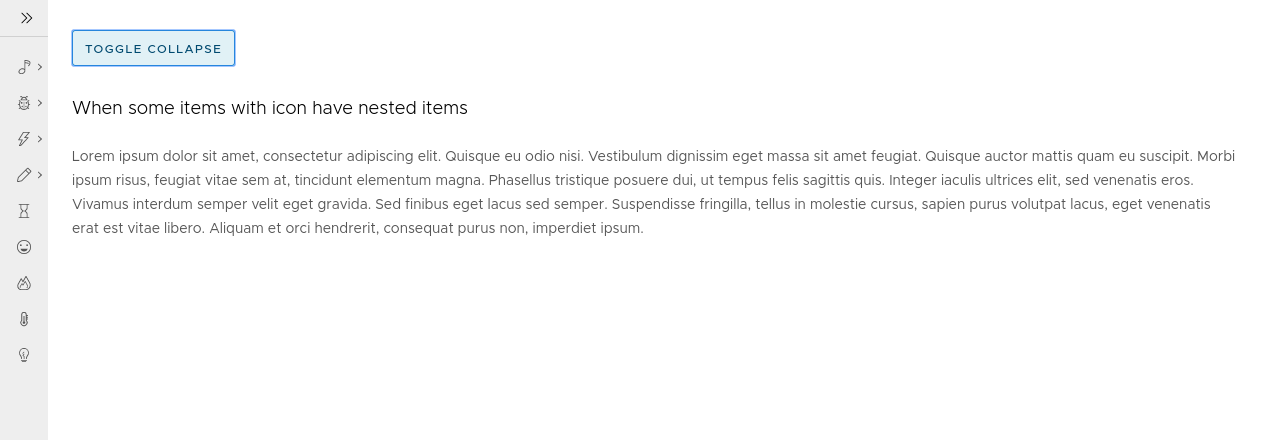 TOGGLE COLLAPSE
When some items with icon have nested items
Lorem ipsum dolor sit amet, consectetur adipiscing elit. Quisque eu odio nisi. Vestibulum dignissim eget massa sit amet feugiat. Quisque auctor mattis quam eu suscipit. Morbi
ipsum risus, feugiat vitae sem at, tincidunt elementum magna. Phasellus tristique posuere dui, ut tempus felis sagittis quis. Integer iaculis ultrices elit, sed venenatis eros.
Vivamus interdum semper velit eget gravida. Sed finibus eget lacus sed semper. Suspendisse fringilla, tellus in molestie cursus, sapien purus volutpat lacus, eget venenatis
erat est vitae libero. Aliquam et orci hendrerit, consequat purus non, imperdiet ipsum.